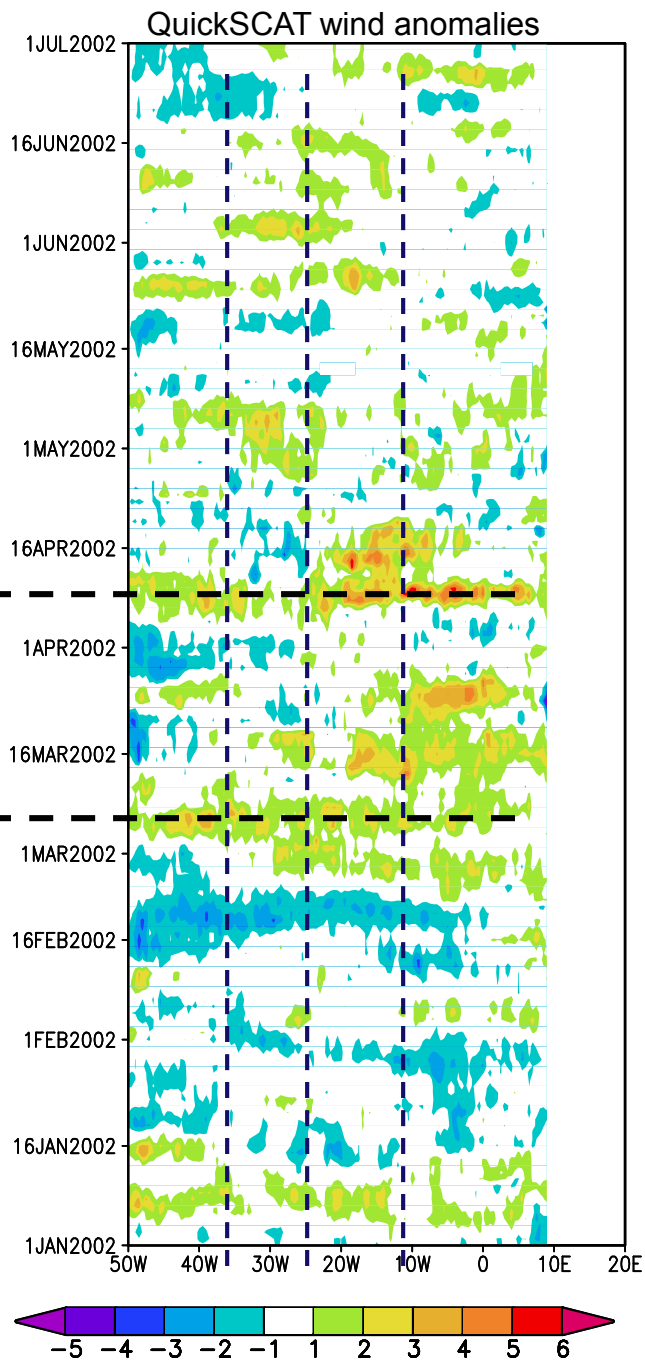 QuickSCAT wind anomalies
1JUL2002
16JUN2002
1JUN2002
16MAY2002
1MAY2002
16APR2002
1APR2002
16MAR2002
1MAR2002
16FEB2002
1FEB2002
16JAN2002
1JAN2002
50W 40W 30W 20W 10W 0 10E 20E
−5 −4 −3 −2 −1 1 2 3 4 5 6